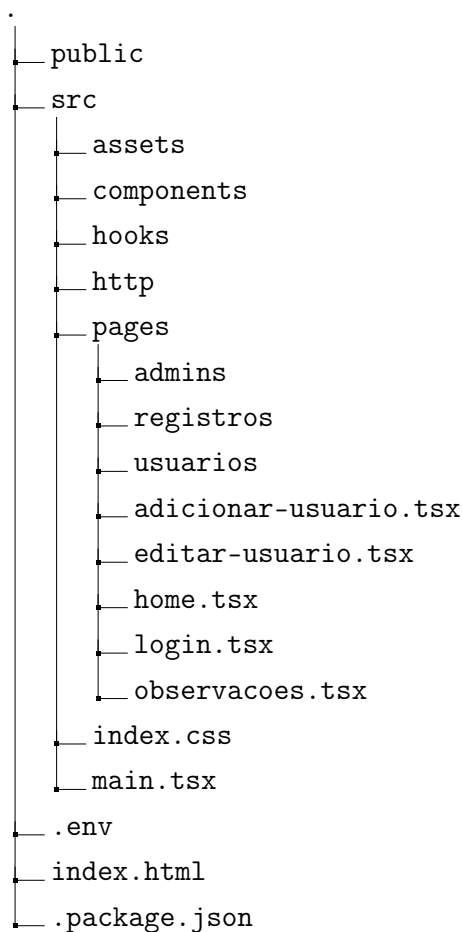 .
public
src
assets
components
hooks
http
pages
admins
registros
usuarios
adicionar-usuario.tsx
editar-usuario.tsx
home.tsx
login.tsx
observacoes.tsx
index.css
main.tsx
.env
index.html
.package.json